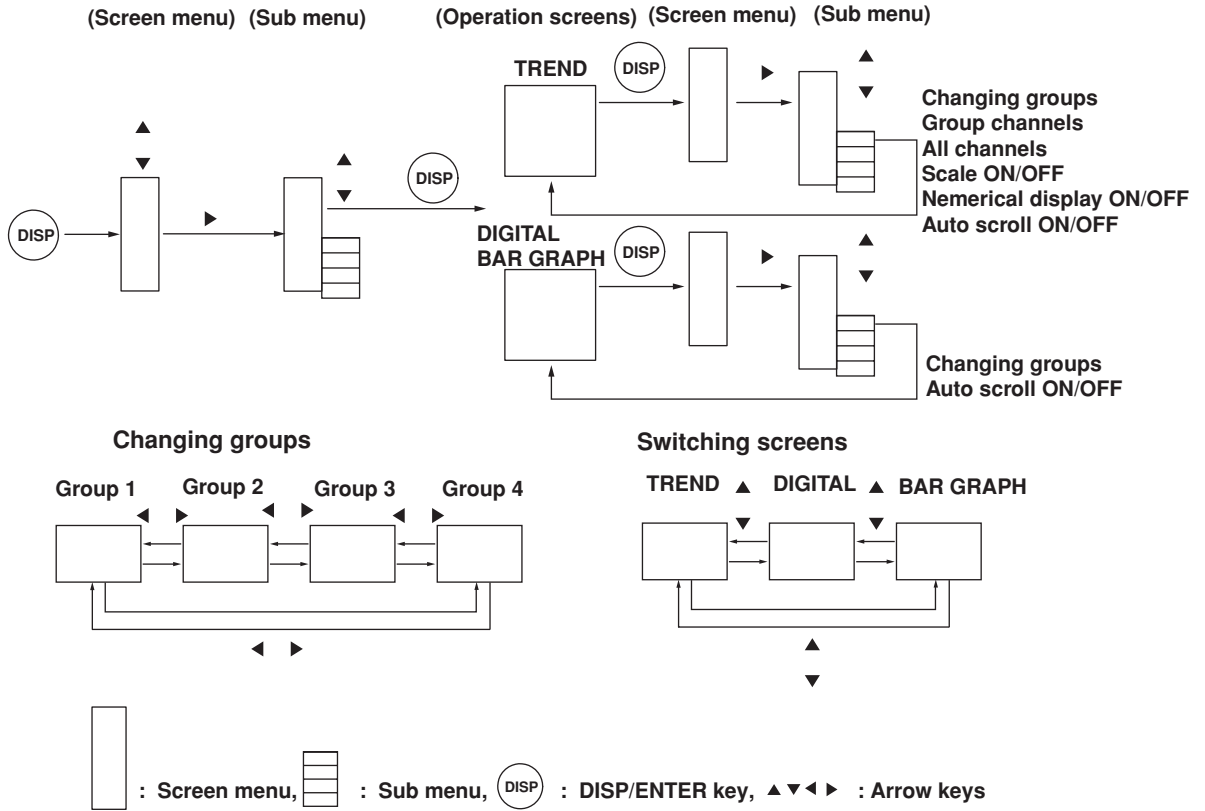 (Screen menu) (Sub menu) (Operation screens) (Screen menu) (Sub menu)
TREND
DISP
Changing groups
Group channels
All channels
Scale ON/OFF
Nemerical display ON/OFF
Auto scroll ON/OFF
DISP
DISP
DIGITAL
BAR GRAPH
DISP
Changing groups
Auto scroll ON/OFF
Changing groups
Group 1 Group 2 Group 3 Group 4
Switching screens
TREND ▲ DIGITAL ▲ BAR GRAPH
: Screen menu, : Sub menu, DISP : DISP/ENTER key, ▲▼◀ ▶ : Arrow keys